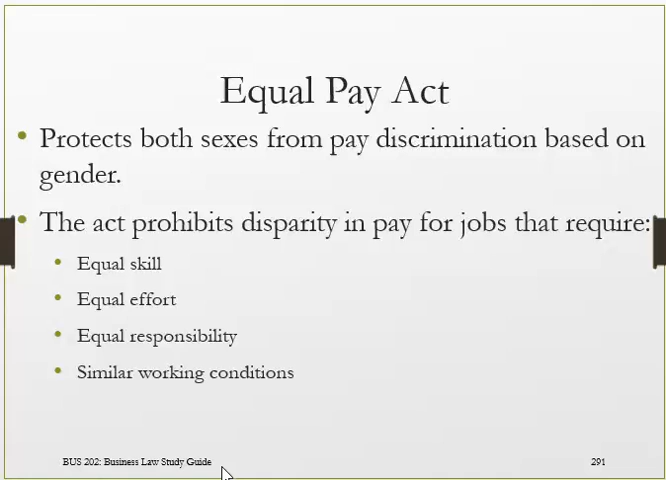 Equal Pay Act
Protects both sexes from pay discrimination based on
gender.
The act prohibits disparity in pay for jobs that require:
Equal skill
Equal effort
Equal responsibility
Similar working conditions
BUS 202: Business Law Study Guide
291